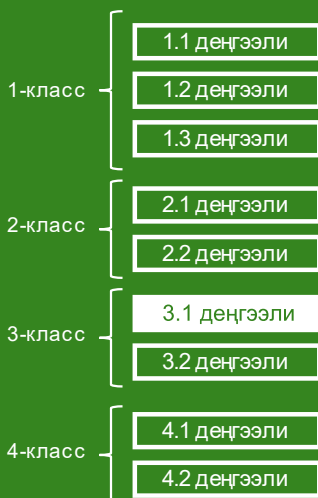 1-класс
1.1 деңгээли
1.2 деңгээли
1.3 деңгээли
2-класс
2.1 деңгээли
2.2 деңгээли
3-класс
3.1 деңгээли
3.2 деңгээли
4-класс
4.1 деңгээли
4.2 деңгээли